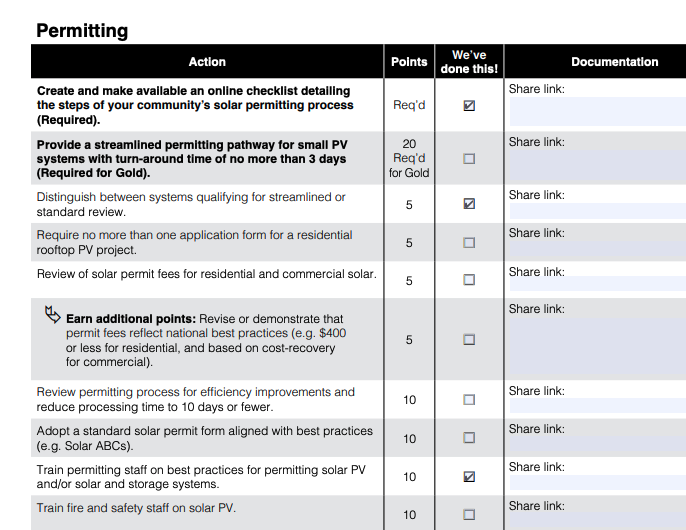 Permitting
Action
Points
We've
done this!
Documentation
Create and make available an online checklist detailing
the steps of your community's solar permitting process
(Required).
Req'd
Share link:
Provide a streamlined permitting pathway for small PV
systems with turn-around time of no more than 3 days
(Required for Gold).
20
Req'd
for Gold
Share link:
Distinguish between systems qualifying for streamlined or
standard review.
5
Share link:
Require no more than one application form for a residential
rooftop PV project.
5
Share link:
Review of solar permit fees for residential and commercial solar.
5
Share link:
Earn additional points: Revise or demonstrate that
permit fees reflect national best practices (e.g. $400
or less for residential, and based on cost-recovery
for commercial).
5
Share link:
Review permitting process for efficiency improvements and
reduce processing time to 10 days or fewer.
10
Share link:
Adopt a standard solar permit form aligned with best practices
(e.g. Solar ABCs).
10
Share link:
Train permitting staff on best practices for permitting solar PV
and/or solar and storage systems.
10
Share link:
Train fire and safety staff on solar PV.
10
Share link: